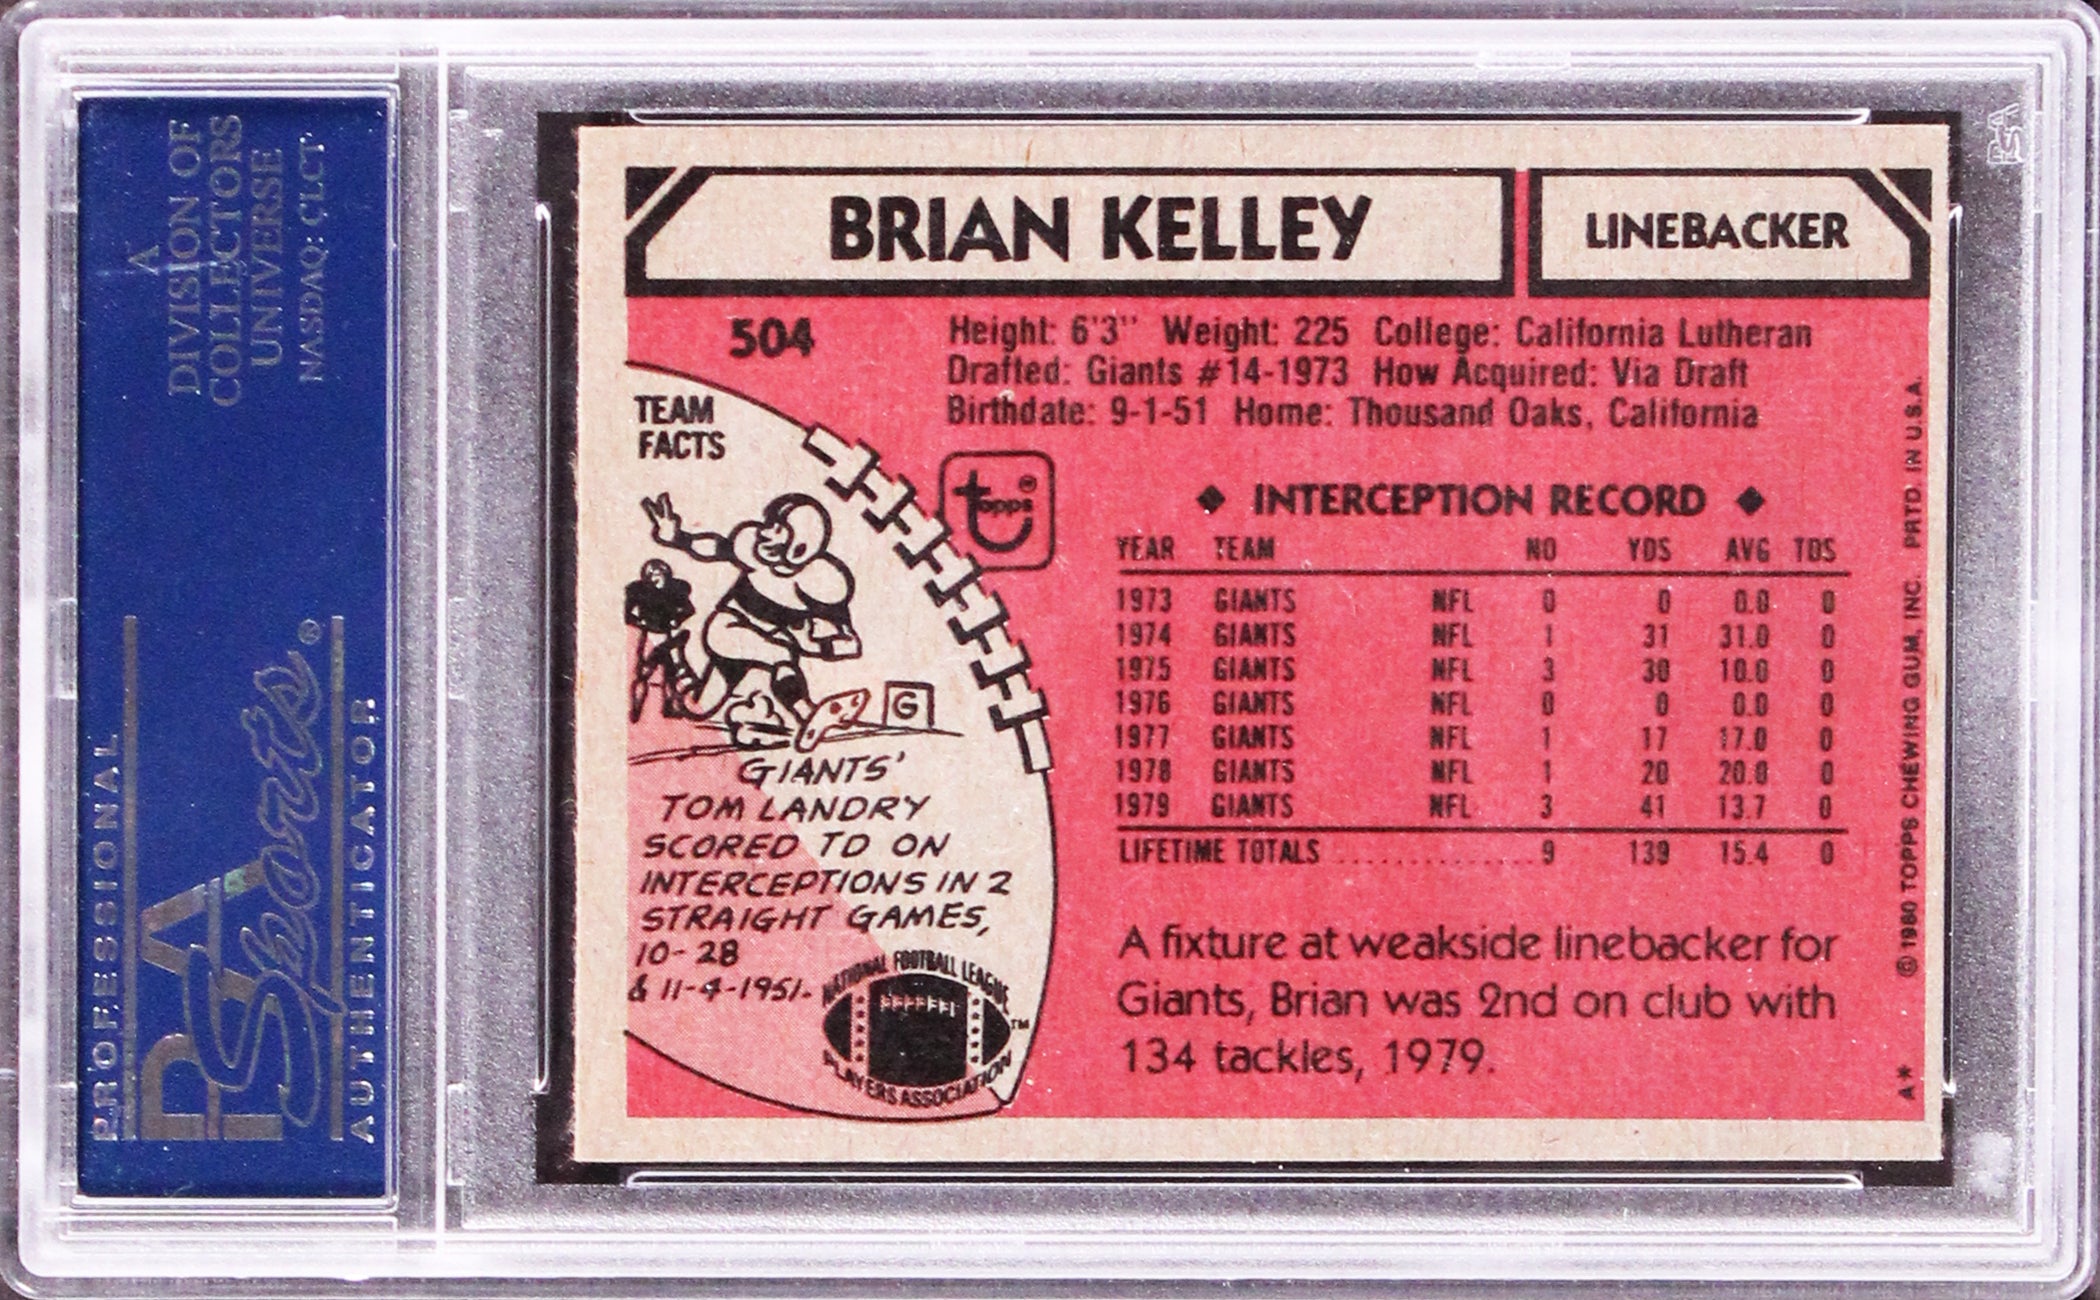 A
DIVISION OF
COLLECTORS
UNIVERSE
NASDAQ: CLCT
PROFESSIONAL
PSA
Sports®
AUTHENTICATOR
PSA
BRIAN KELLEY
LINEBACKER
504
Height: 6'3" Weight: 225 College: California Lutheran
Drafted: Giants #14-1973 How Acquired: Via Draft
Birthdate: 9-1-51 Home: Thousand Oaks, California
TEAM
FACTS
topps®
G
GIANTS'
TOM LANDRY
SCORED TD ON
INTERCEPTIONS IN 2
STRAIGHT GAMES,
10-28
& 11-4-1951.
NATIONAL FOOTBALL LEAGUE
PLAYERS ASSOCIATION
™
◆ INTERCEPTION RECORD ◆
YEAR TEAM NO YDS AVG TDS
1973 GIANTS NFL 0 0 0.0 0
1974 GIANTS NFL 1 31 31.0 0
1975 GIANTS NFL 3 30 10.0 0
1976 GIANTS NFL 0 0 0.0 0
1977 GIANTS NFL 1 17 17.0 0
1978 GIANTS NFL 1 20 20.0 0
1979 GIANTS NFL 3 41 13.7 0
LIFETIME TOTALS ...................... 9 139 15.4 0
A fixture at weakside linebacker for
Giants, Brian was 2nd on club with
134 tackles, 1979.
© 1980 TOPPS CHEWING GUM, INC. PRTD. IN U.S.A.
A*